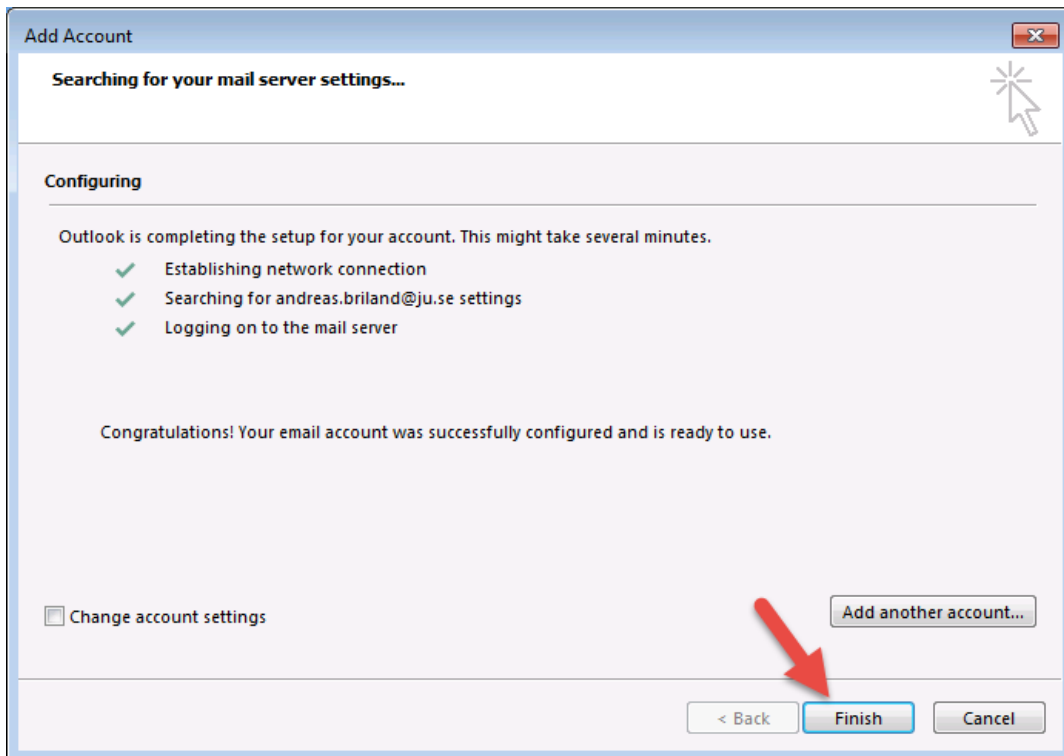 Add Account
Searching for your mail server settings...
Configuring
Outlook is completing the setup for your account. This might take several minutes.
Establishing network connection
Searching for andreas.briland@ju.se settings
Logging on to the mail server
Congratulations! Your email account was successfully configured and is ready to use.
Change account settings
Add another account...
< Back
Finish
Cancel